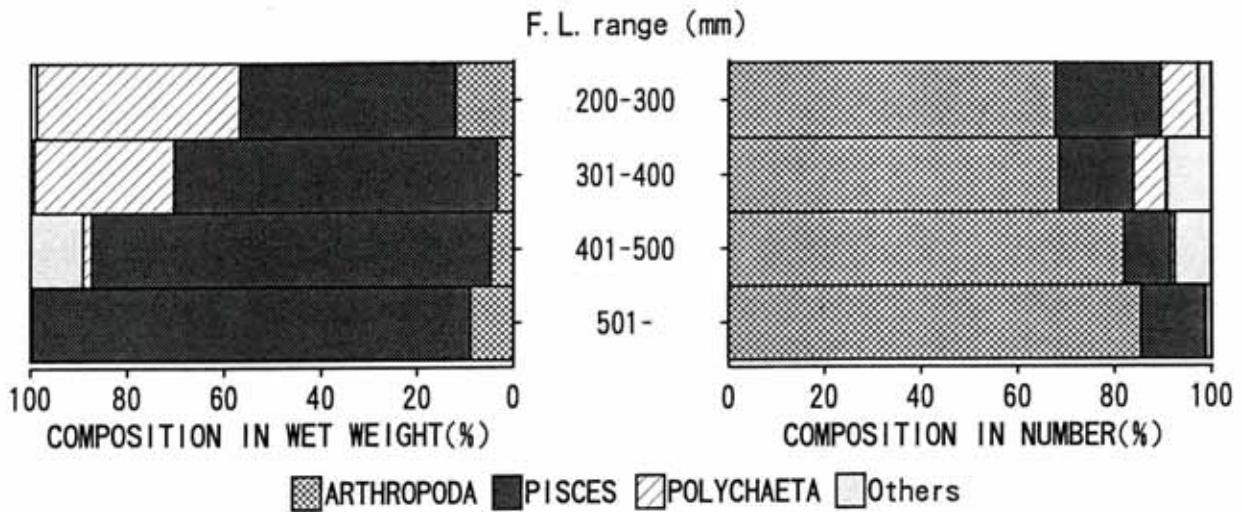 F. L. range (mm)
200-300
301-400
401-500
501-
100 80 60 40 20 0
0 20 40 60 80 100
COMPOSITION IN WET WEIGHT(%)
COMPOSITION IN NUMBER(%)
ARTHROPODA PISCES POLYCHAETA Others